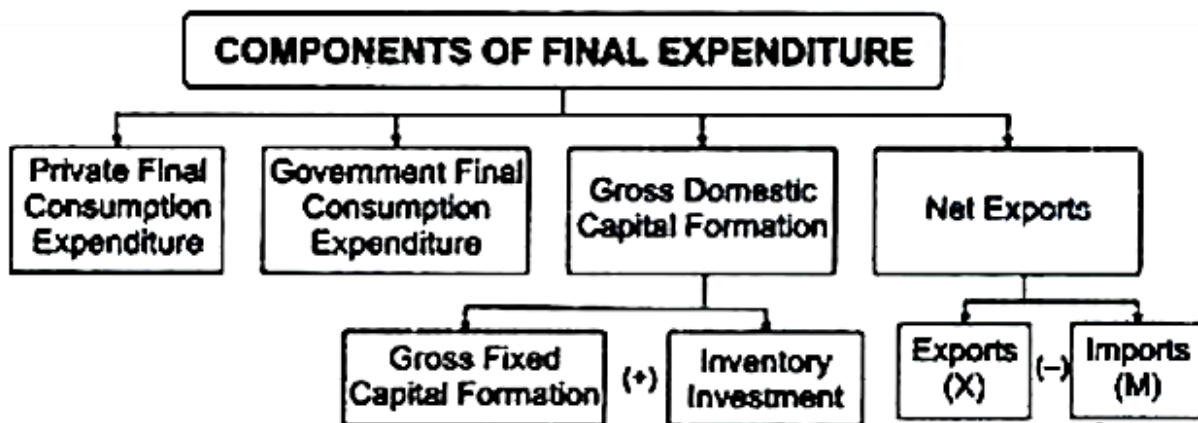 COMPONENTS OF FINAL EXPENDITURE
Private Final
Consumption
Expenditure
Government Final
Consumption
Expenditure
Gross Domestic
Capital Formation
Net Exports
Gross Fixed
Capital Formation
(+)
Inventory
Investment
Exports
(X)
(–)
Imports
(M)